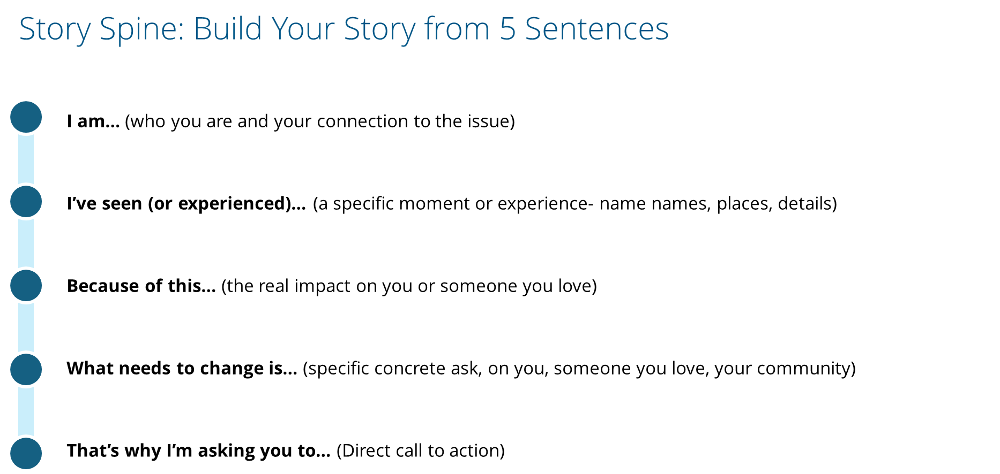 Story Spine: Build Your Story from 5 Sentences
I am... (who you are and your connection to the issue)
I’ve seen (or experienced)... (a specific moment or experience- name names, places, details)
Because of this... (the real impact on you or someone you love)
What needs to change is... (specific concrete ask, on you, someone you love, your community)
That’s why I’m asking you to... (Direct call to action)